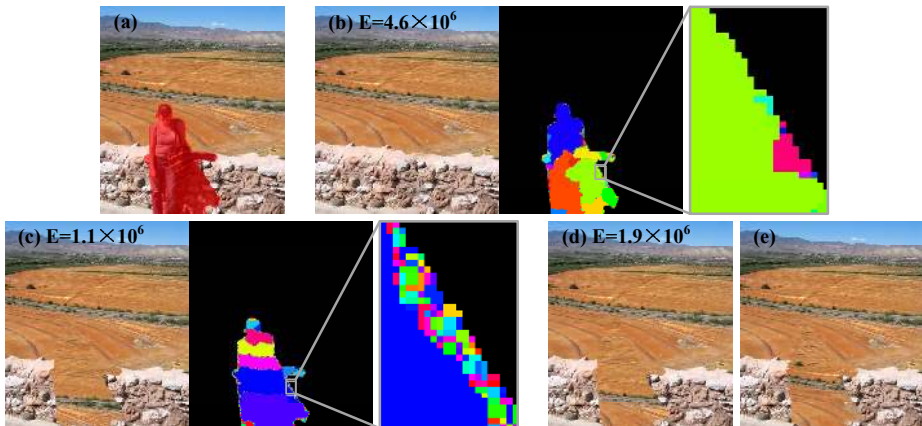 (a)
(b) E=4.6×10⁶
(c) E=1.1×10⁶
(d) E=1.9×10⁶
(e)